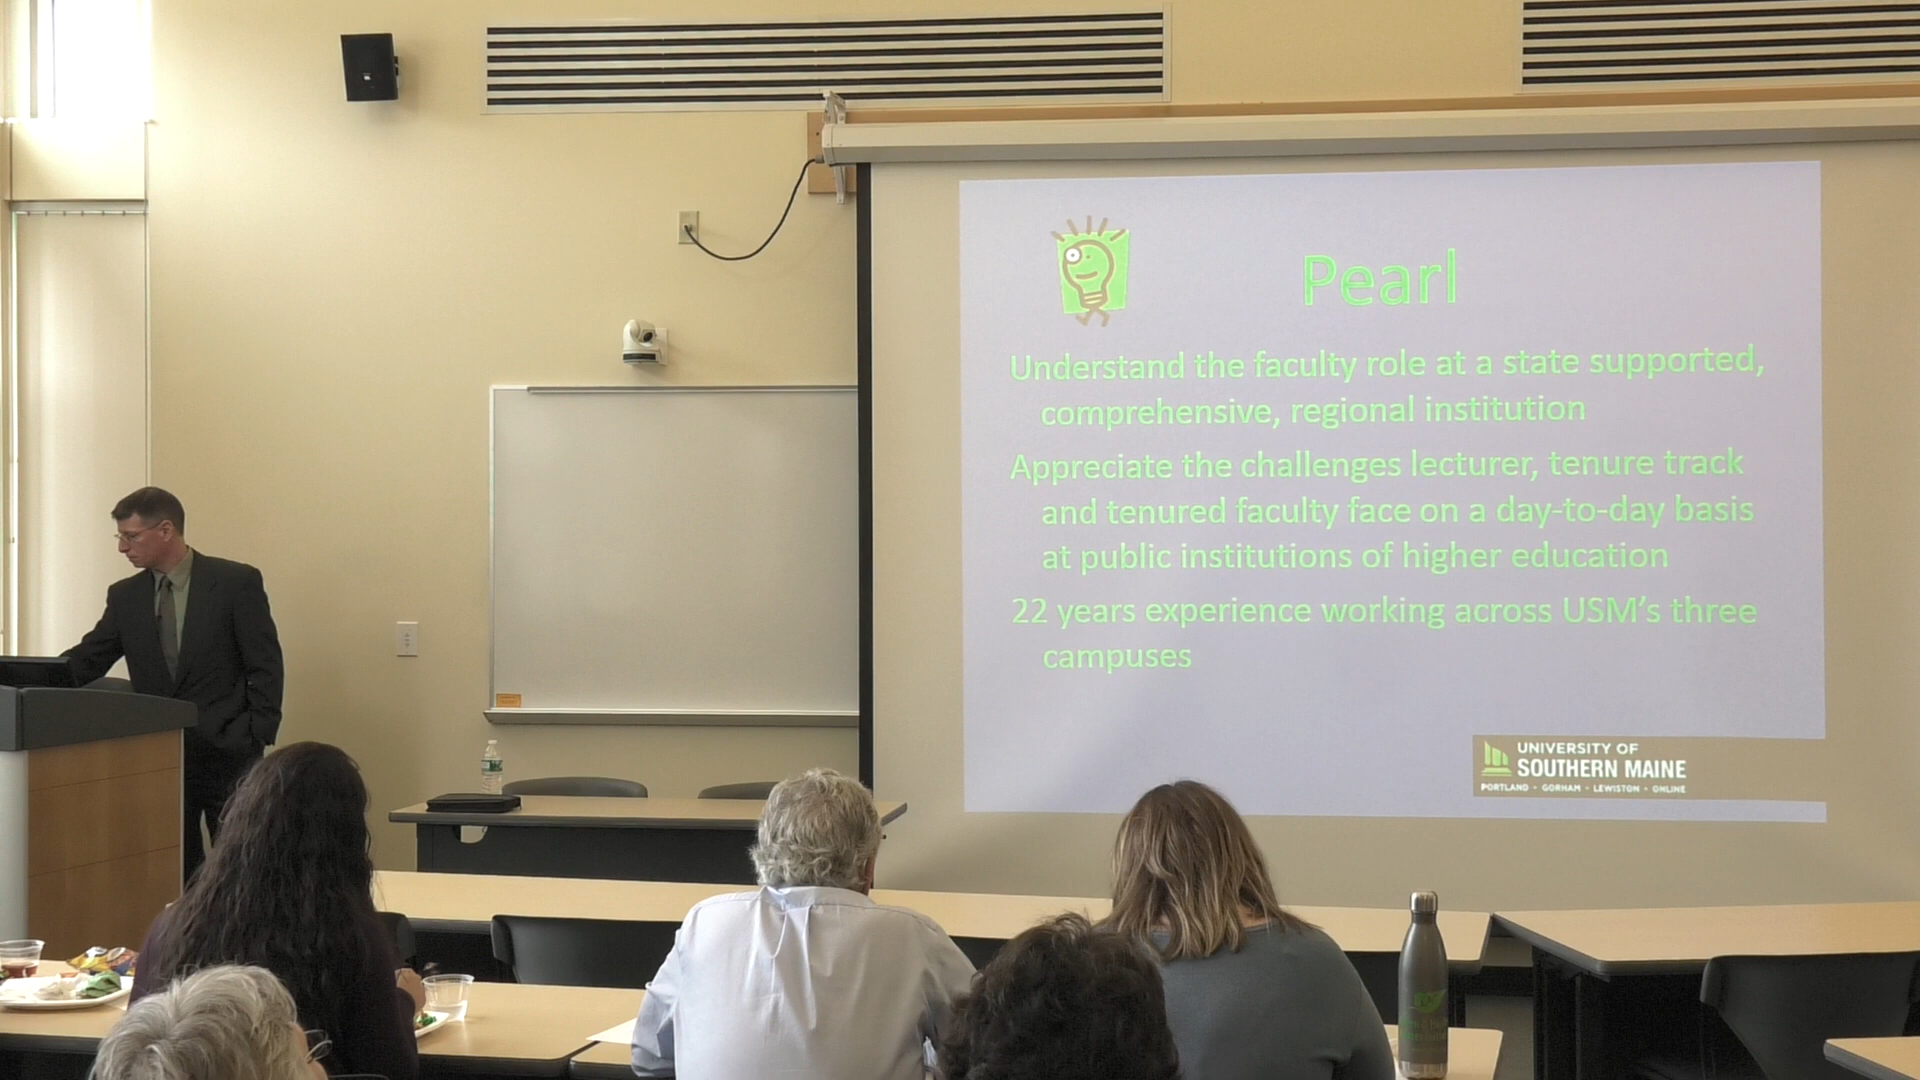 Pearl
Understand the faculty role at a state supported,
comprehensive, regional institution
Appreciate the challenges lecturer, tenure track
and tenured faculty face on a day-to-day basis
at public institutions of higher education
22 years experience working across USM's three
campuses
UNIVERSITY OF
SOUTHERN MAINE
PORTLAND • GORHAM • LEWISTON • ONLINE